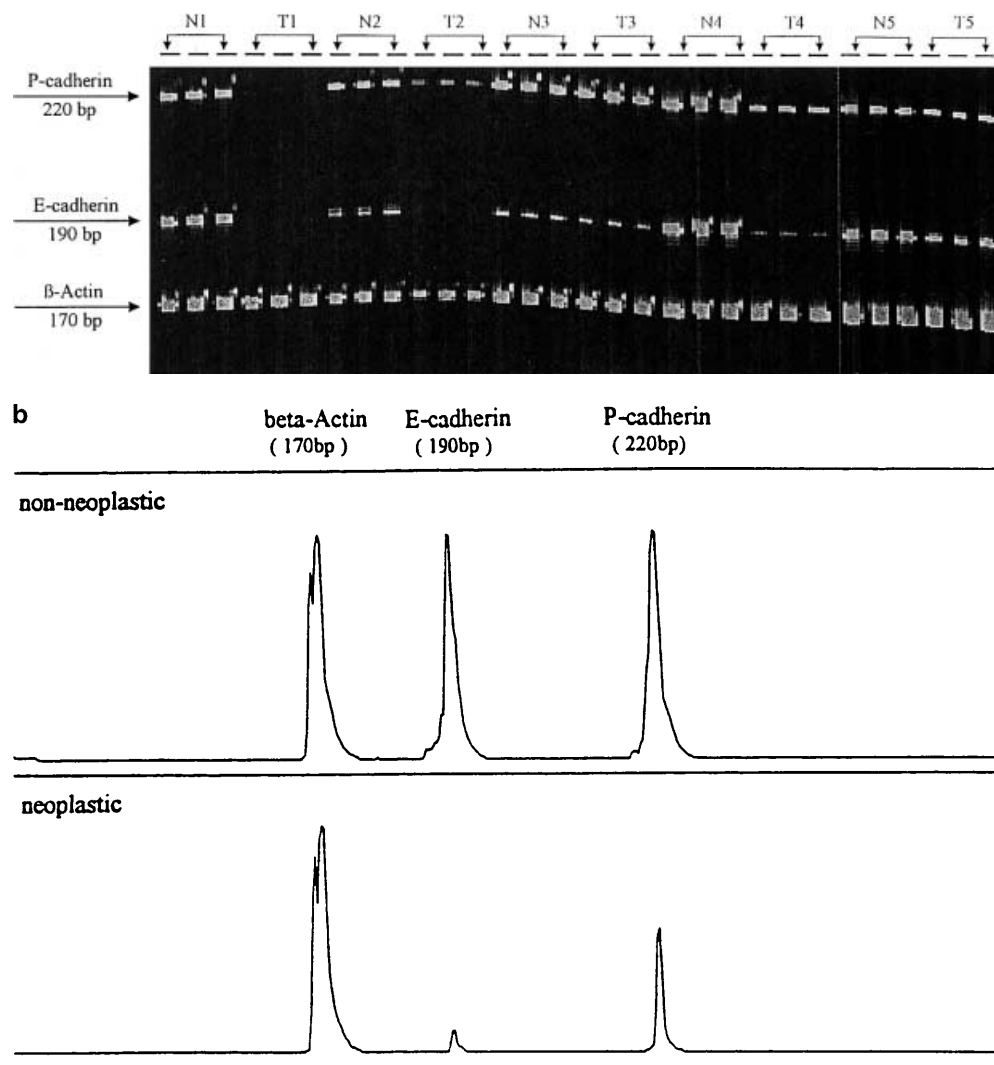 N1 T1 N2 T2 N3 T3 N4 T4 N5 T5
P-cadherin
220 bp
E-cadherin
190 bp
ß-Actin
170 bp
b
beta-Actin E-cadherin P-cadherin
( 170bp ) ( 190bp ) ( 220bp)
non-neoplastic
neoplastic